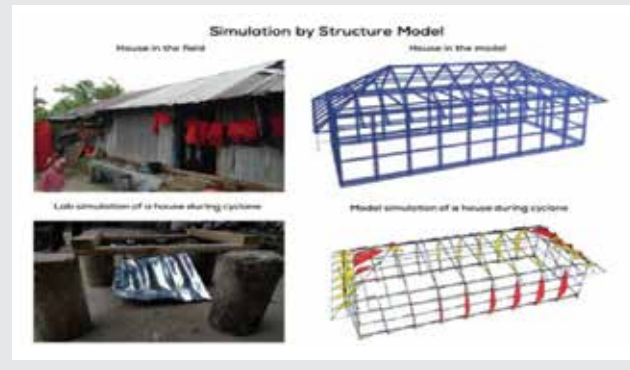 Simulation by Structure Model
House in the field
House in the model
Lab simulation of a house during cyclone
Model simulation of a house during cyclone